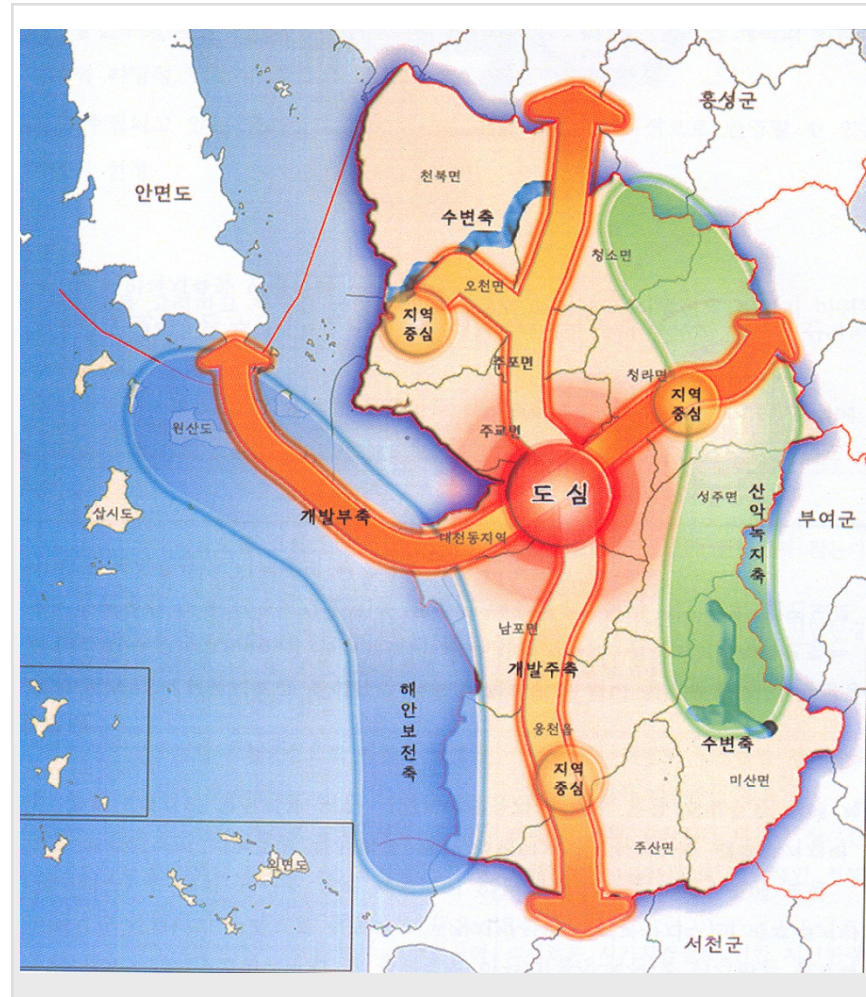 홍성군
안면도
천북면
수변축
청소면
오천면
지역
중심
주포면
청라면
지역
중심
주교면
원산도
도심
성주면
산악녹지축
부여군
삽시도
개발부축
대천동지역
남포면
개발주축
해안보전축
웅천읍
수변축
지역
중심
미산면
주산면
외연도
서천군